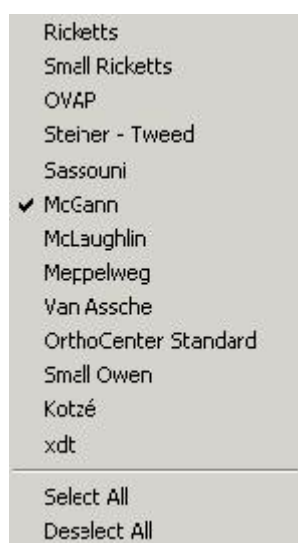 Ricketts
Small Ricketts
OVAP
Steiner - Tweed
Sassouni
McGann
McLaughlin
Meppelweg
Van Assche
OrthoCenter Standard
Small Owen
Kotzé
xdt
Select All
Deselect All